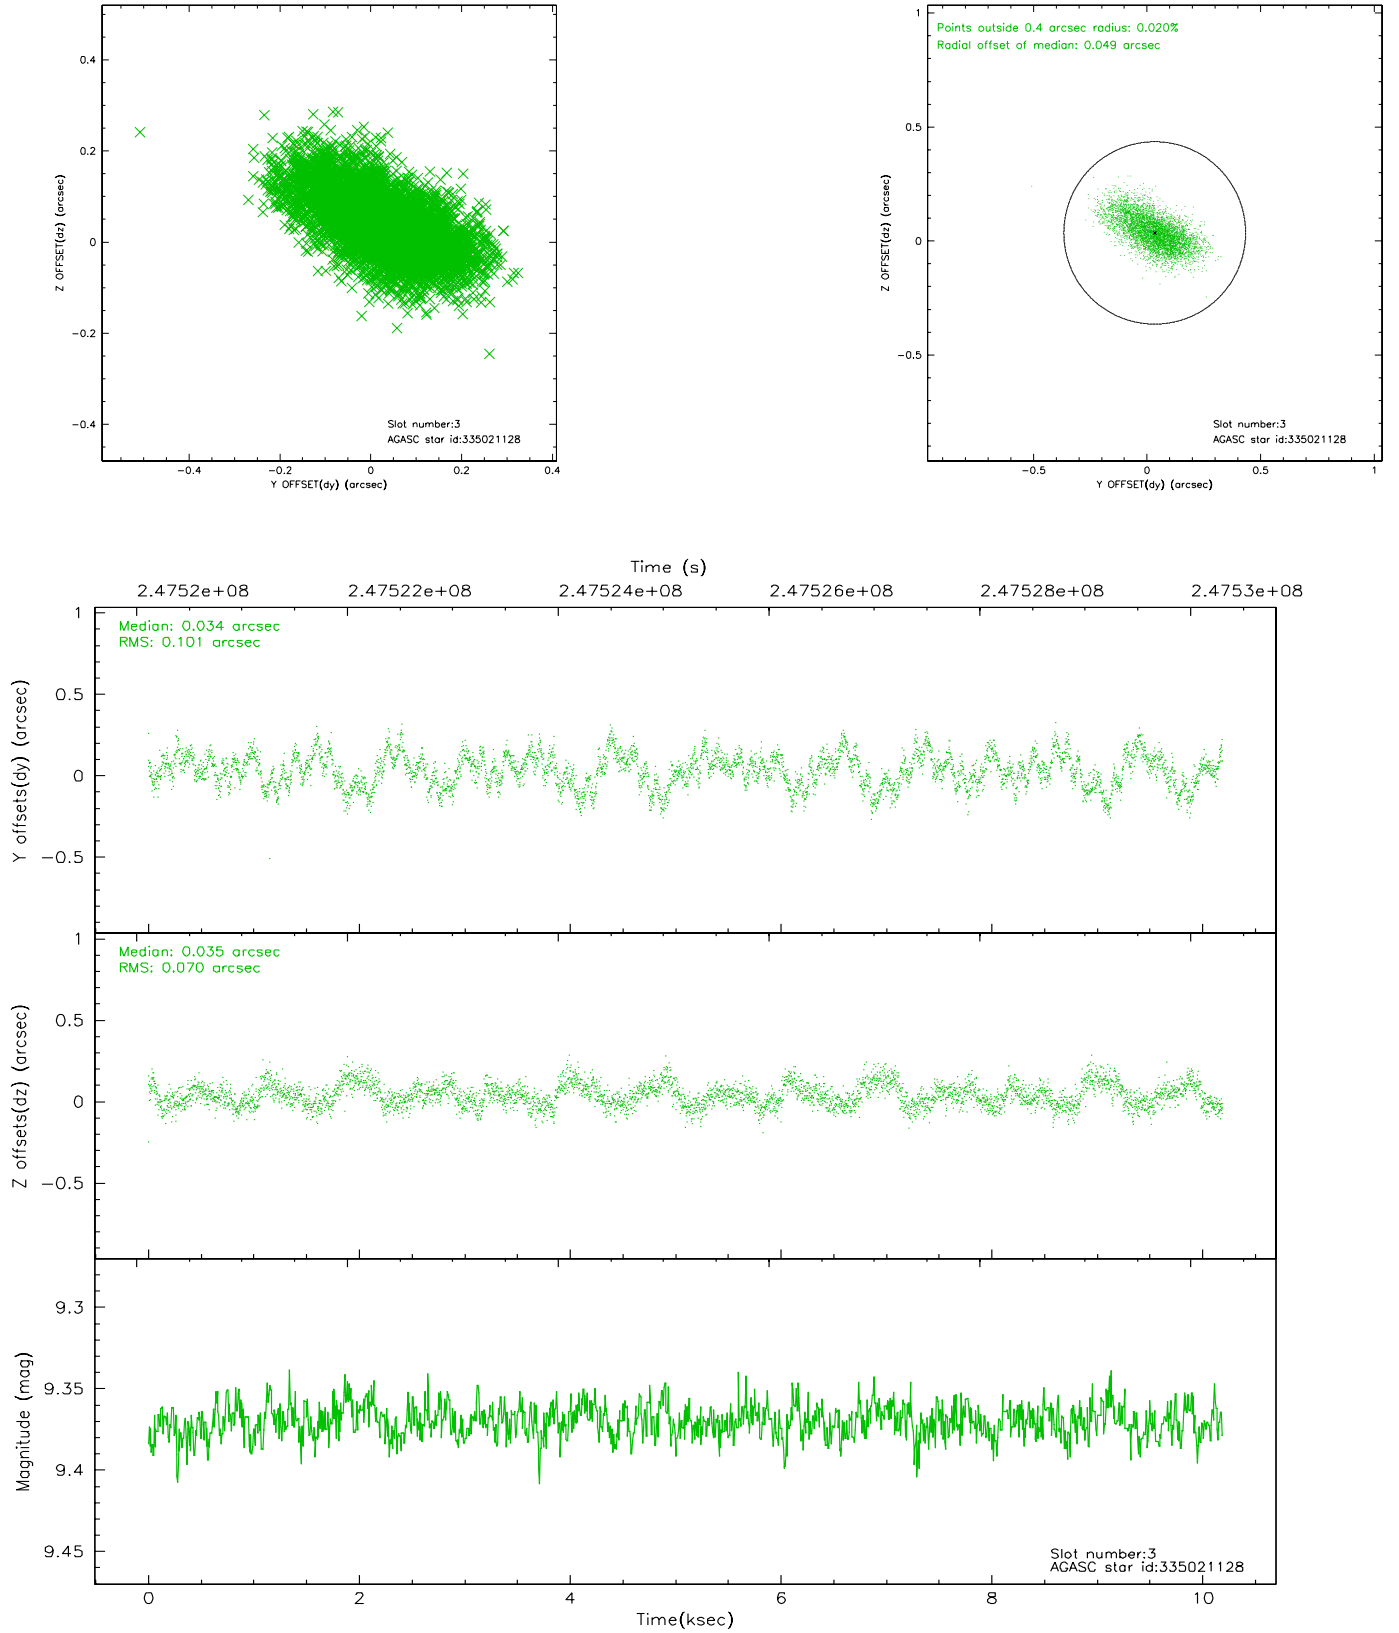 0.4
0.2
0
−0.2
−0.4
Z OFFSET(dz) (arcsec)
Slot number:3
AGASC star id:335021128
−0.4 −0.2 0 0.2 0.4
Y OFFSET(dy) (arcsec)
Points outside 0.4 arcsec radius: 0.020%
Radial offset of median: 0.049 arcsec
1
0.5
0
−0.5
Z OFFSET(dz) (arcsec)
Slot number:3
AGASC star id:335021128
−0.5 0 0.5 1
Y OFFSET(dy) (arcsec)
Time (s)
2.4752e+08 2.47522e+08 2.47524e+08 2.47526e+08 2.47528e+08 2.4753e+08
Median: 0.034 arcsec
RMS: 0.101 arcsec
1
0.5
0
−0.5
Y offsets(dy) (arcsec)
Median: 0.035 arcsec
RMS: 0.070 arcsec
1
0.5
0
−0.5
Z offsets(dz) (arcsec)
9.3
9.35
9.4
9.45
Magnitude (mag)
Slot number:3
AGASC star id:335021128
0 2 4 6 8 10
Time(ksec)